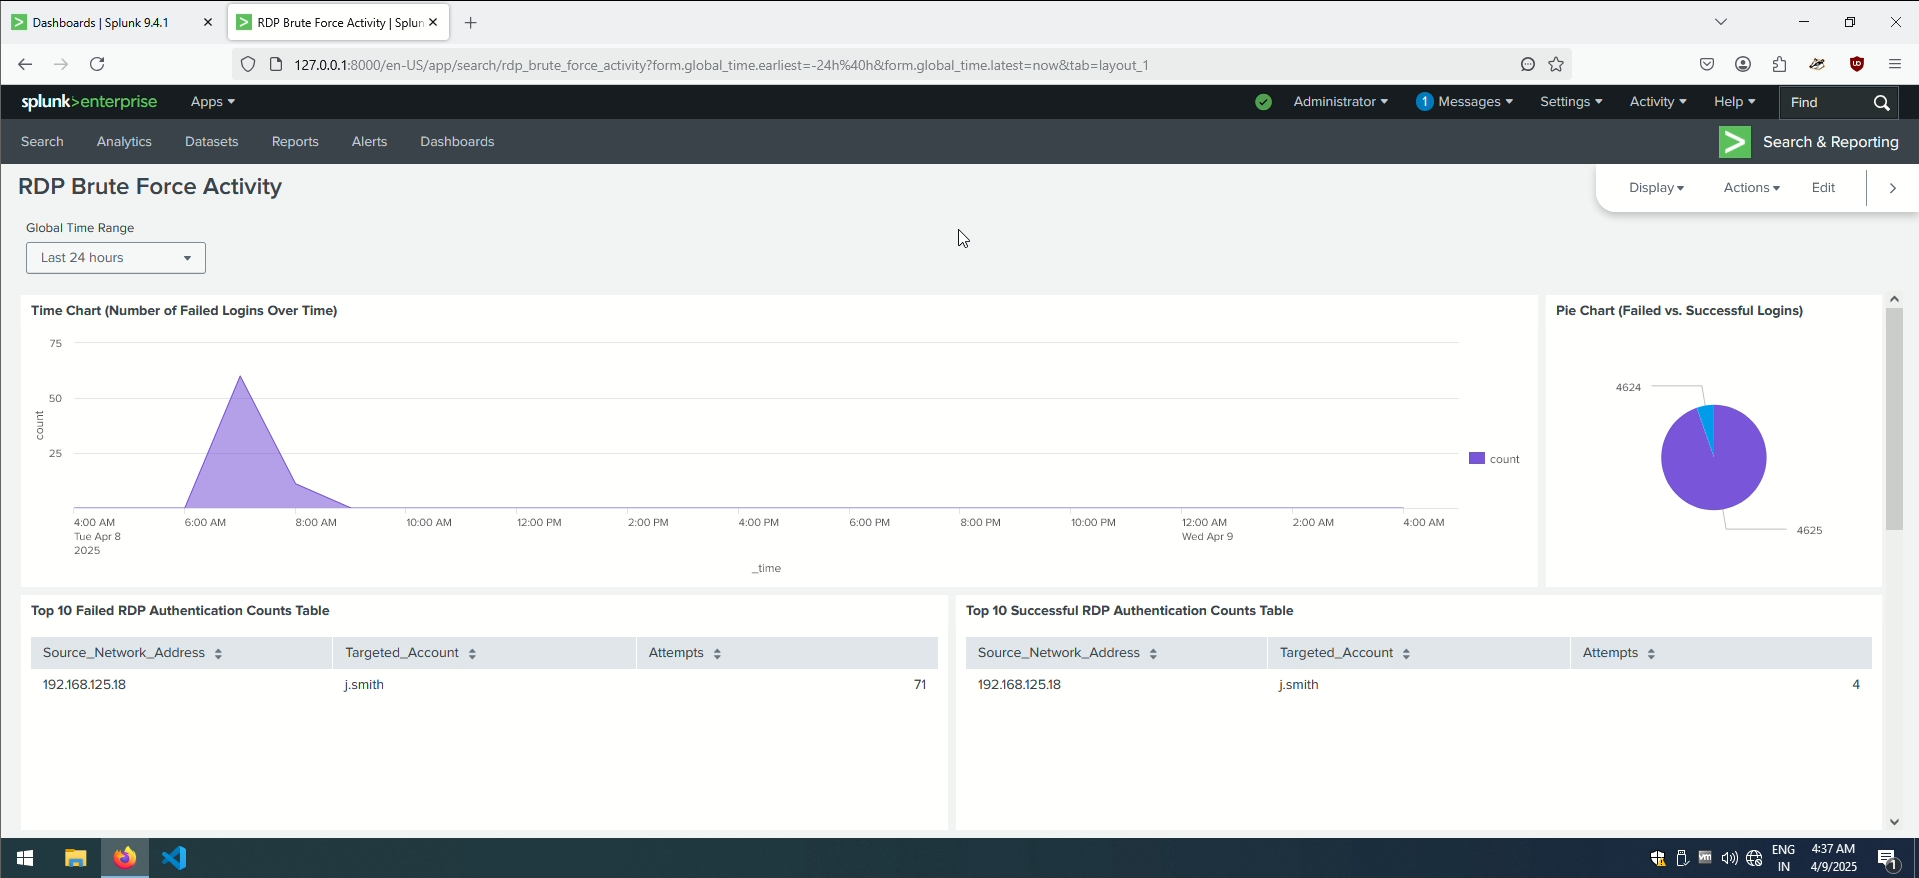 Dashboards | Splunk 9.4.1
RDP Brute Force Activity | Splun
127.0.0.1:8000/en-US/app/search/rdp_brute_force_activity?form.global_time.earliest=-24h%40h&form.global_time.latest=now&tab=layout_1
splunk>enterprise Apps Administrator 1 Messages Settings Activity Help Find
Search Analytics Datasets Reports Alerts Dashboards Search & Reporting
RDP Brute Force Activity
Display Actions Edit
Global Time Range
Last 24 hours
Time Chart (Number of Failed Logins Over Time)
75
50
25
count
4:00 AM 6:00 AM 8:00 AM 10:00 AM 12:00 PM 2:00 PM 4:00 PM 6:00 PM 8:00 PM 10:00 PM 12:00 AM 2:00 AM 4:00 AM
Tue Apr 8 Wed Apr 9
2025
_time
count
Pie Chart (Failed vs. Successful Logins)
4624
4625
Top 10 Failed RDP Authentication Counts Table
Source_Network_Address Targeted_Account Attempts
192.168.125.18 j.smith 71
Top 10 Successful RDP Authentication Counts Table
Source_Network_Address Targeted_Account Attempts
192.168.125.18 j.smith 4
ENG
IN
4:37 AM
4/9/2025
1